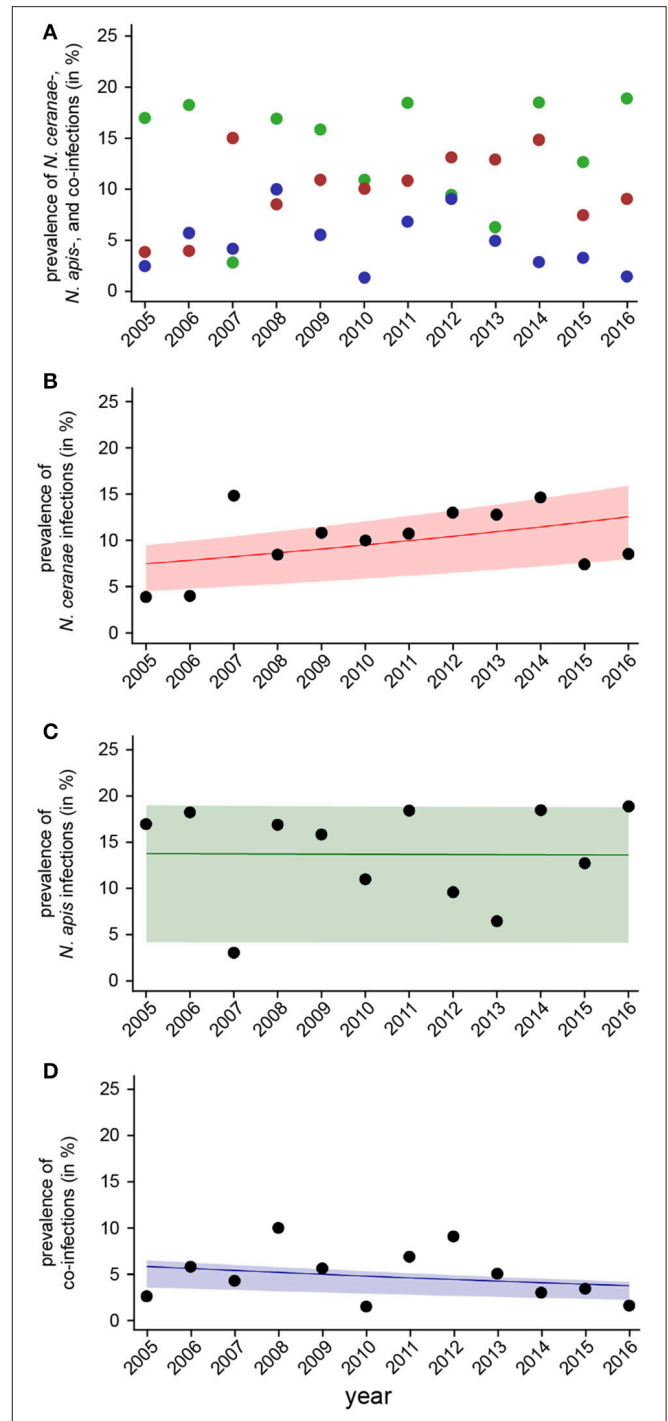 A
prevalence of N. ceranae-,
N. apis-, and co-infections (in %)
25
20
15
10
5
0
2005 2006 2007 2008 2009 2010 2011 2012 2013 2014 2015 2016
B
prevalence of
N. ceranae infections (in %)
25
20
15
10
5
0
2005 2006 2007 2008 2009 2010 2011 2012 2013 2014 2015 2016
C
prevalence of
N. apis infections (in %)
25
20
15
10
5
0
2005 2006 2007 2008 2009 2010 2011 2012 2013 2014 2015 2016
D
prevalence of
co-infections (in %)
25
20
15
10
5
0
2005 2006 2007 2008 2009 2010 2011 2012 2013 2014 2015 2016
year